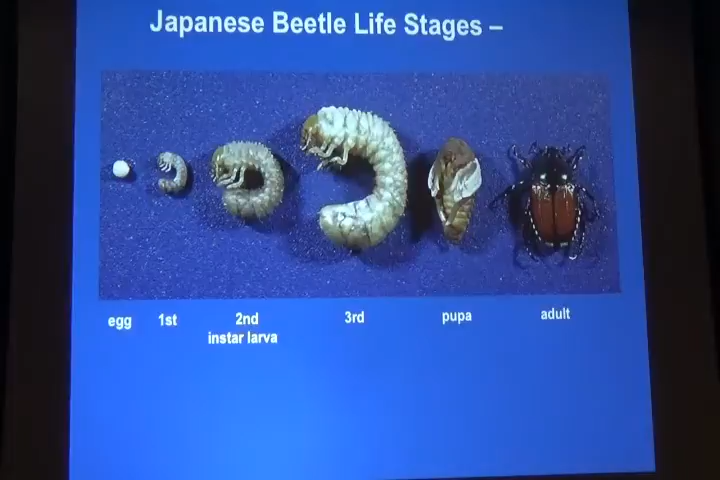 Japanese Beetle Life Stages –
egg 1st 2nd 3rd pupa adult
instar larva